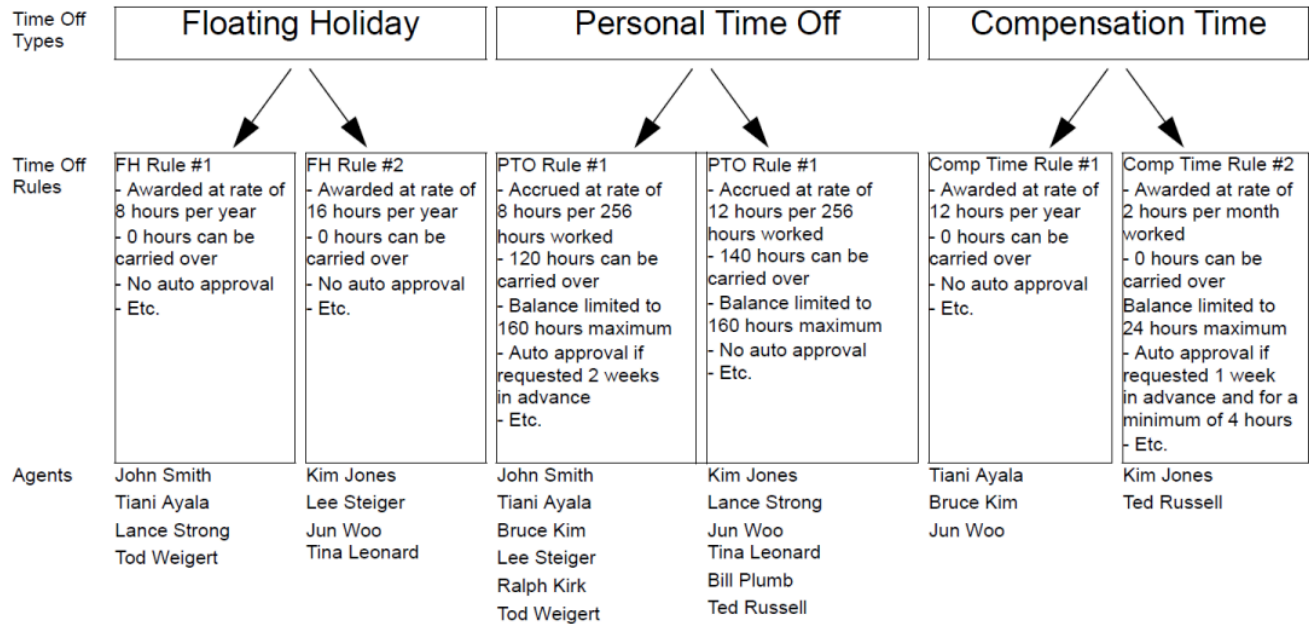 Time Off
Types
Floating Holiday
Personal Time Off
Compensation Time
Time Off
Rules
FH Rule #1
- Awarded at rate of
8 hours per year
- 0 hours can be
carried over
- No auto approval
- Etc.
FH Rule #2
- Awarded at rate of
16 hours per year
- 0 hours can be
carried over
- No auto approval
- Etc.
PTO Rule #1
- Accrued at rate of
8 hours per 256
hours worked
- 120 hours can be
carried over
- Balance limited to
160 hours maximum
- Auto approval if
requested 2 weeks
in advance
- Etc.
PTO Rule #1
- Accrued at rate of
12 hours per 256
hours worked
- 140 hours can be
carried over
- Balance limited to
160 hours maximum
- No auto approval
- Etc.
Comp Time Rule #1
- Awarded at rate of
12 hours per year
- 0 hours can be
carried over
- No auto approval
- Etc.
Comp Time Rule #2
- Awarded at rate of
2 hours per month
worked
- 0 hours can be
carried over
Balance limited to
24 hours maximum
- Auto approval if
requested 1 week
in advance and for a
minimum of 4 hours
- Etc.
Agents
John Smith
Tiani Ayala
Lance Strong
Tod Weigert
Kim Jones
Lee Steiger
Jun Woo
Tina Leonard
John Smith
Tiani Ayala
Bruce Kim
Lee Steiger
Ralph Kirk
Tod Weigert
Kim Jones
Lance Strong
Jun Woo
Tina Leonard
Bill Plumb
Ted Russell
Tiani Ayala
Bruce Kim
Jun Woo
Kim Jones
Ted Russell